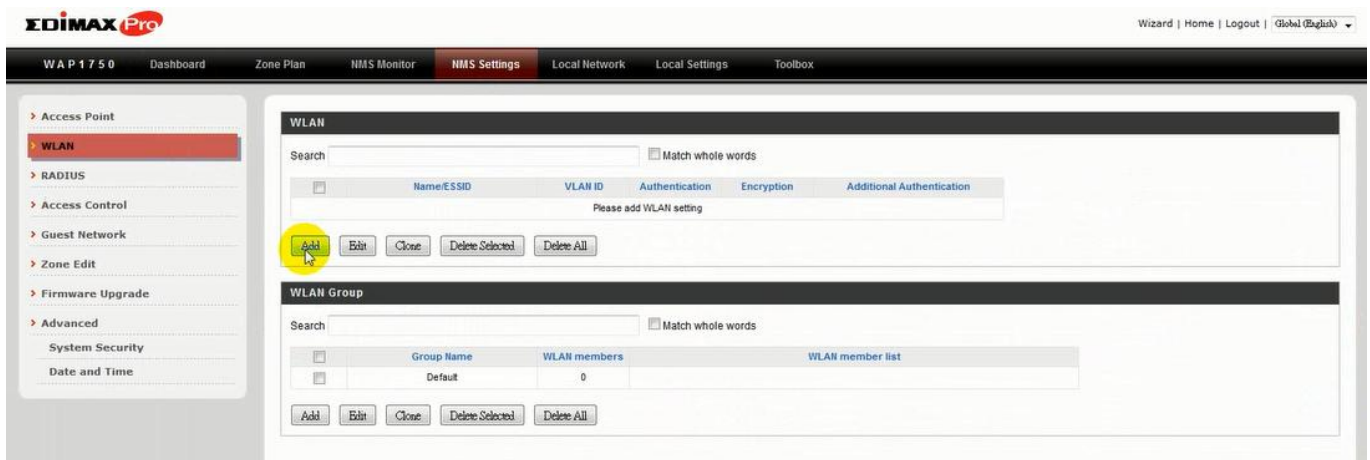 EDIMAX Pro
Wizard | Home | Logout | Global (English)
WAP1750 Dashboard Zone Plan NMS Monitor NMS Settings Local Network Local Settings Toolbox
Access Point
WLAN
RADIUS
Access Control
Guest Network
Zone Edit
Firmware Upgrade
Advanced
System Security
Date and Time
WLAN
Search Match whole words
Name/ESSID VLAN ID Authentication Encryption Additional Authentication
Please add WLAN setting
Add Edit Clone Delete Selected Delete All
WLAN Group
Search Match whole words
Group Name WLAN members WLAN member list
Default 0
Add Edit Clone Delete Selected Delete All